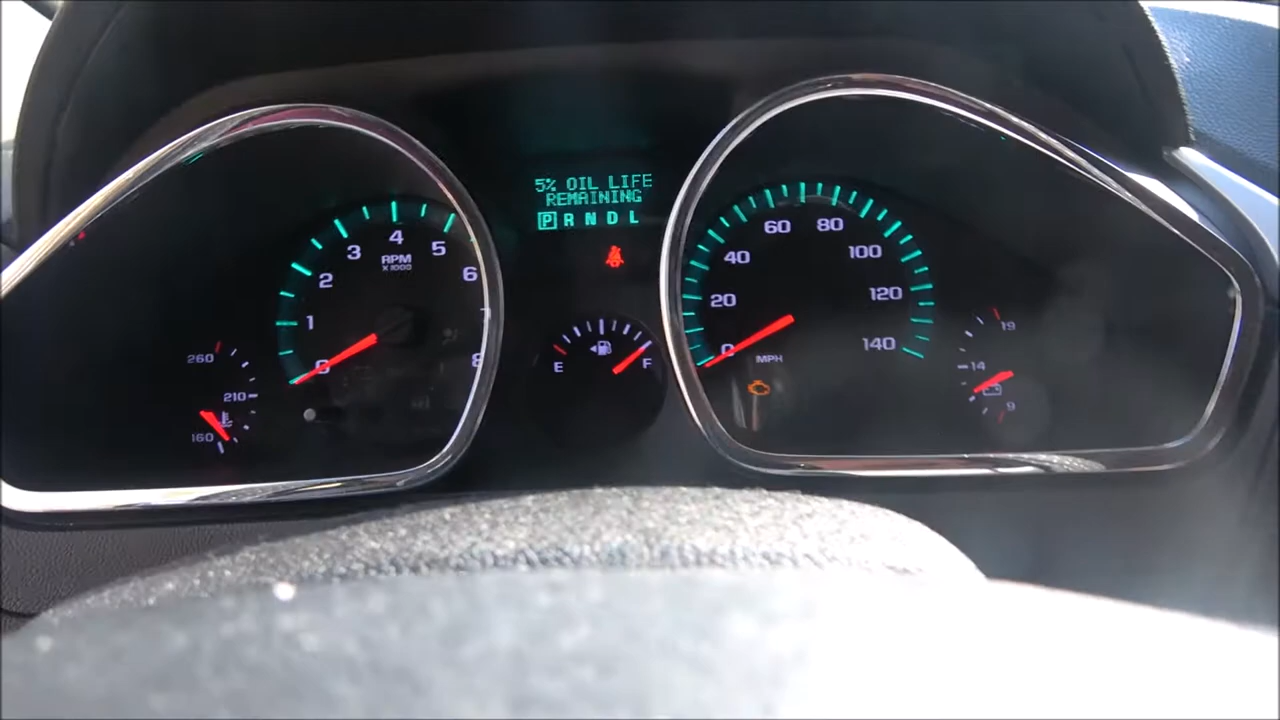 5% OIL LIFE
REMAINING
P R N D L
0 1 2 3 4 5 6 8
RPM
X 1000
260
210
160
E F
0 20 40 60 80 100 120 140
MPH
19
14
9